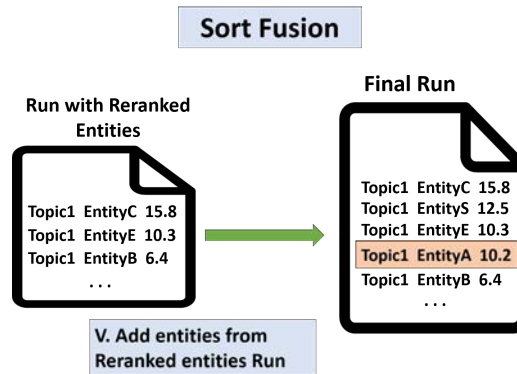 Sort Fusion
Run with Reranked
Entities
Topic1 EntityC 15.8
Topic1 EntityE 10.3
Topic1 EntityB 6.4
...
Final Run
Topic1 EntityC 15.8
Topic1 EntityS 12.5
Topic1 EntityE 10.3
Topic1 EntityA 10.2
Topic1 EntityB 6.4
...
V. Add entities from
Reranked entities Run